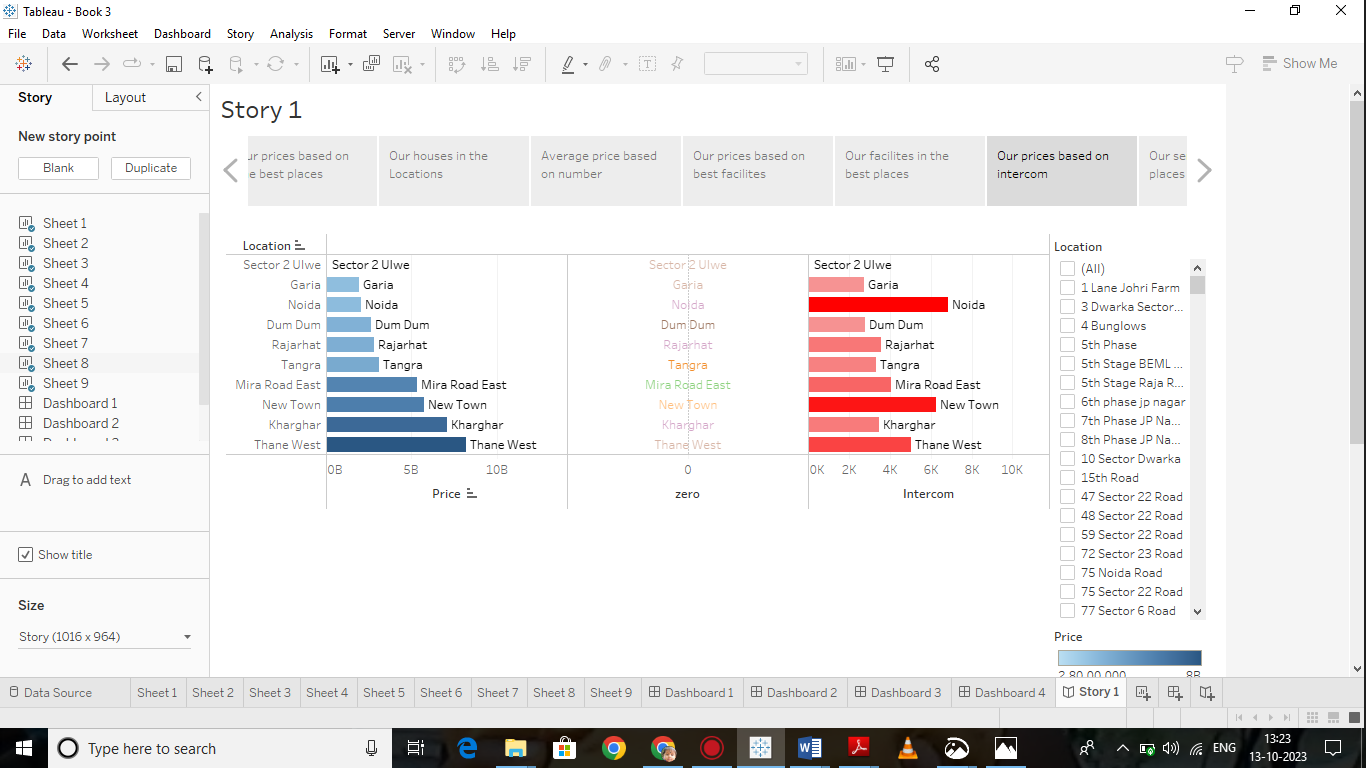 Tableau - Book 3
File Data Worksheet Dashboard Story Analysis Format Server Window Help
Show Me
Story Layout
New story point
Blank Duplicate
Sheet 1
Sheet 2
Sheet 3
Sheet 4
Sheet 5
Sheet 6
Sheet 7
Sheet 8
Sheet 9
Dashboard 1
Dashboard 2
A Drag to add text
Show title
Size
Story (1016 x 964)
Story 1
ur prices based on
e best places
Our houses in the
Locations
Average price based
on number
Our prices based on
best facilites
Our facilites in the
best places
Our prices based on
intercom
Our se
places
Location
Sector 2 Ulwe Sector 2 Ulwe Sector 2 Ulwe Sector 2 Ulwe
Garia Garia Garia Garia
Noida Noida Noida Noida
Dum Dum Dum Dum Dum Dum Dum Dum
Rajarhat Rajarhat Rajarhat Rajarhat
Tangra Tangra Tangra Tangra
Mira Road East Mira Road East Mira Road East Mira Road East
New Town New Town New Town New Town
Kharghar Kharghar Kharghar Kharghar
Thane West Thane West Thane West Thane West
0B 5B 10B 0 0K 2K 4K 6K 8K 10K
Price zero Intercom
Location
(All)
1 Lane Johri Farm
3 Dwarka Sector...
4 Bunglows
5th Phase
5th Stage BEML ...
5th Stage Raja R...
6th phase jp nagar
7th Phase JP Na...
8th Phase JP Na...
10 Sector Dwarka
15th Road
47 Sector 22 Road
48 Sector 22 Road
59 Sector 22 Road
72 Sector 23 Road
75 Noida Road
75 Sector 22 Road
77 Sector 6 Road
Price
2,80,00,000 8B
Data Source Sheet 1 Sheet 2 Sheet 3 Sheet 4 Sheet 5 Sheet 6 Sheet 7 Sheet 8 Sheet 9 Dashboard 1 Dashboard 2 Dashboard 3 Dashboard 4 Story 1
Type here to search
ENG
13:23
13-10-2023